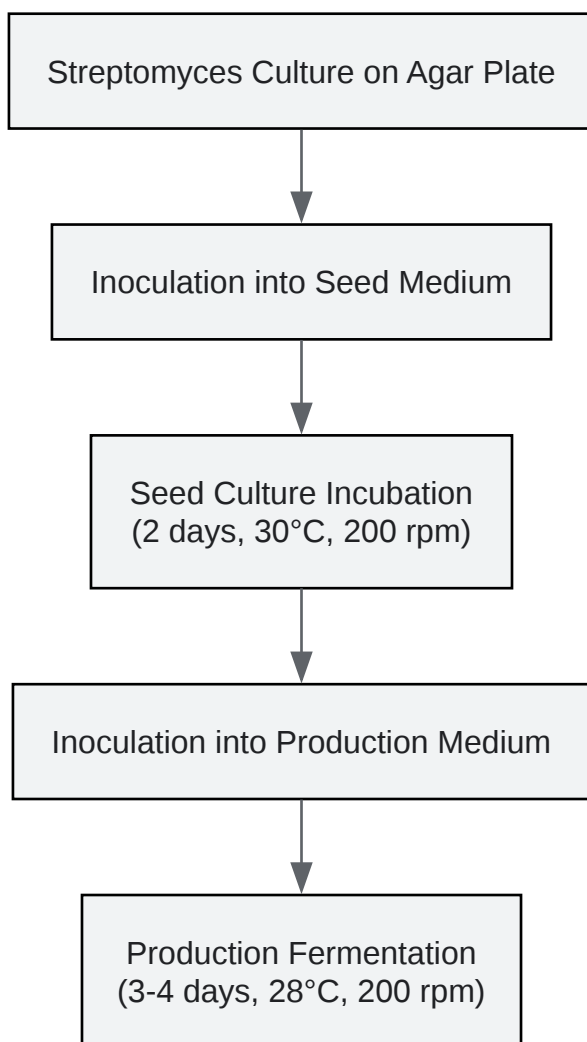 Streptomyces Culture on Agar Plate
Inoculation into Seed Medium
Seed Culture Incubation
(2 days, 30°C, 200 rpm)
Inoculation into Production Medium
Production Fermentation
(3-4 days, 28°C, 200 rpm)